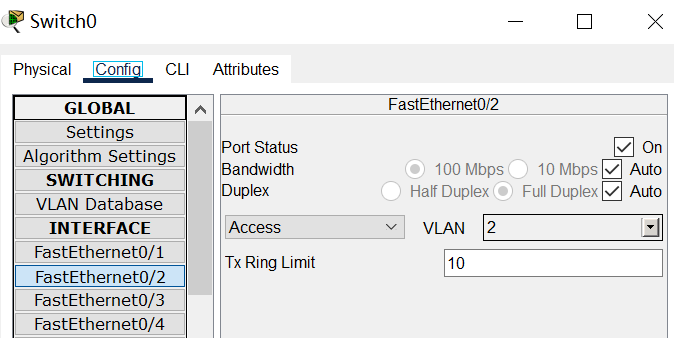 Switch0
Physical Config CLI Attributes
GLOBAL
Settings
Algorithm Settings
SWITCHING
VLAN Database
INTERFACE
FastEthernet0/1
FastEthernet0/2
FastEthernet0/3
FastEthernet0/4
FastEthernet0/2
Port Status On
Bandwidth 100 Mbps 10 Mbps Auto
Duplex Half Duplex Full Duplex Auto
Access VLAN 2
Tx Ring Limit 10